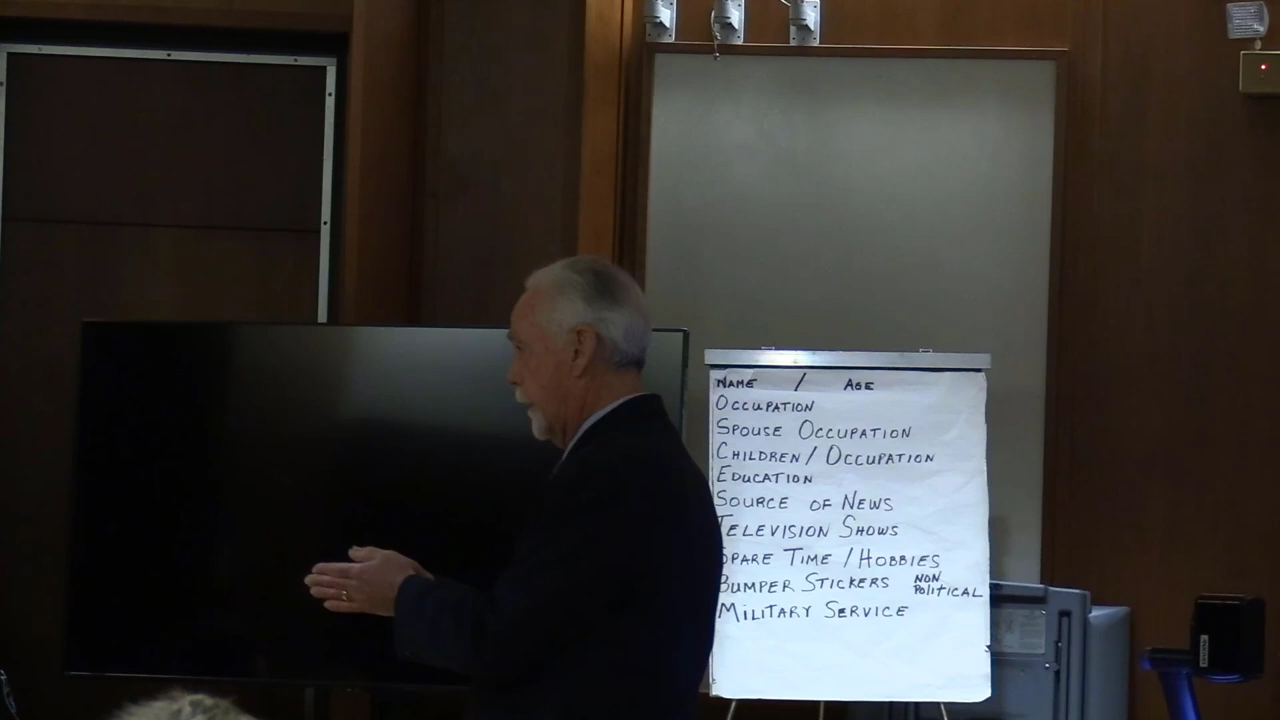 NAME / AGE
OCCUPATION
SPOUSE OCCUPATION
CHILDREN / OCCUPATION
EDUCATION
SOURCE OF NEWS
TELEVISION SHOWS
SPARE TIME / HOBBIES
BUMPER STICKERS NON POLITICAL
MILITARY SERVICE